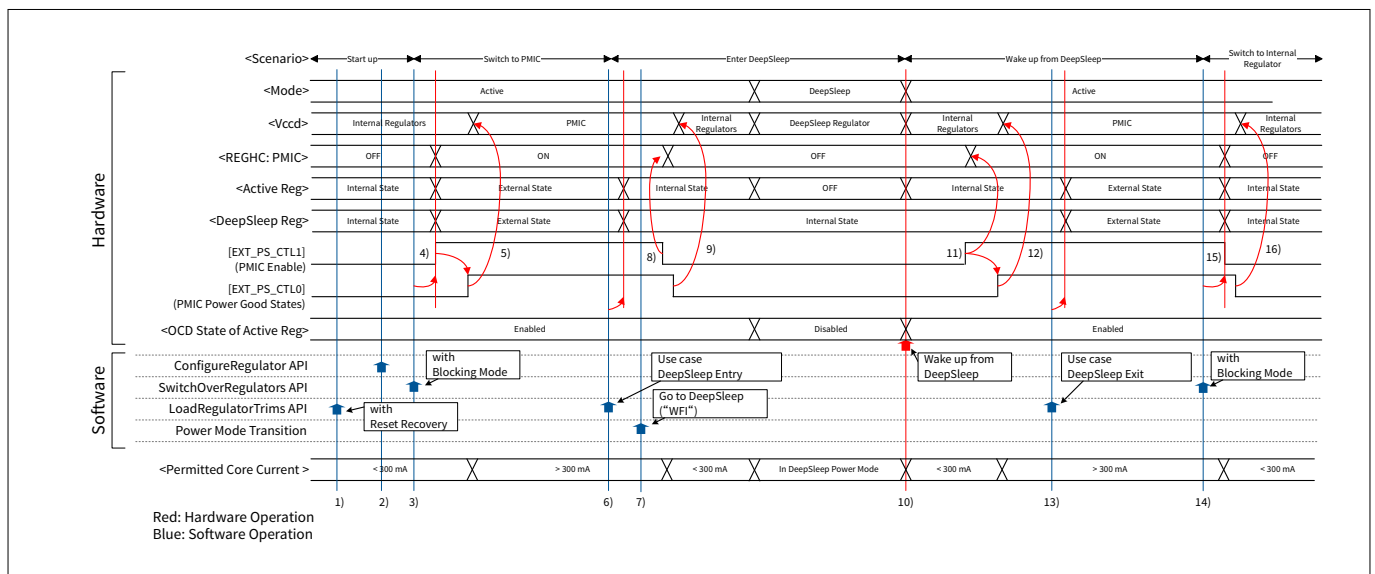 <Scenario> Start up Switch to PMIC Enter DeepSleep Wake up from DeepSleep Switch to Internal
Regulator
<Mode> Active DeepSleep Active
<Vccd> Internal Regulators PMIC Internal
Regulators DeepSleep Regulator Internal
Regulators PMIC Internal
Regulators
<REGHC: PMIC> OFF ON OFF ON OFF
<Active Reg> Internal State External State Internal State OFF Internal State External State Internal State
<DeepSleep Reg> Internal State External State Internal State External State Internal State
Hardware
[EXT_PS_CTL1]
(PMIC Enable)
4) 5) 8) 9) 11) 12) 15) 16)
[EXT_PS_CTL0]
(PMIC Power Good States)
<OCD State of Active Reg> Enabled Disabled Enabled
Software
ConfigureRegulator API
with
Blocking Mode
Use case
DeepSleep Entry
Wake up from
DeepSleep
Use case
DeepSleep Exit
with
Blocking Mode
SwitchOverRegulators API
LoadRegulatorTrims API
with
Reset Recovery
Go to DeepSleep
("WFI")
Power Mode Transition
<Permitted Core Current > < 300 mA > 300 mA < 300 mA In DeepSleep Power Mode < 300 mA > 300 mA < 300 mA
1) 2) 3) 6) 7) 10) 13) 14)
Red: Hardware Operation
Blue: Software Operation